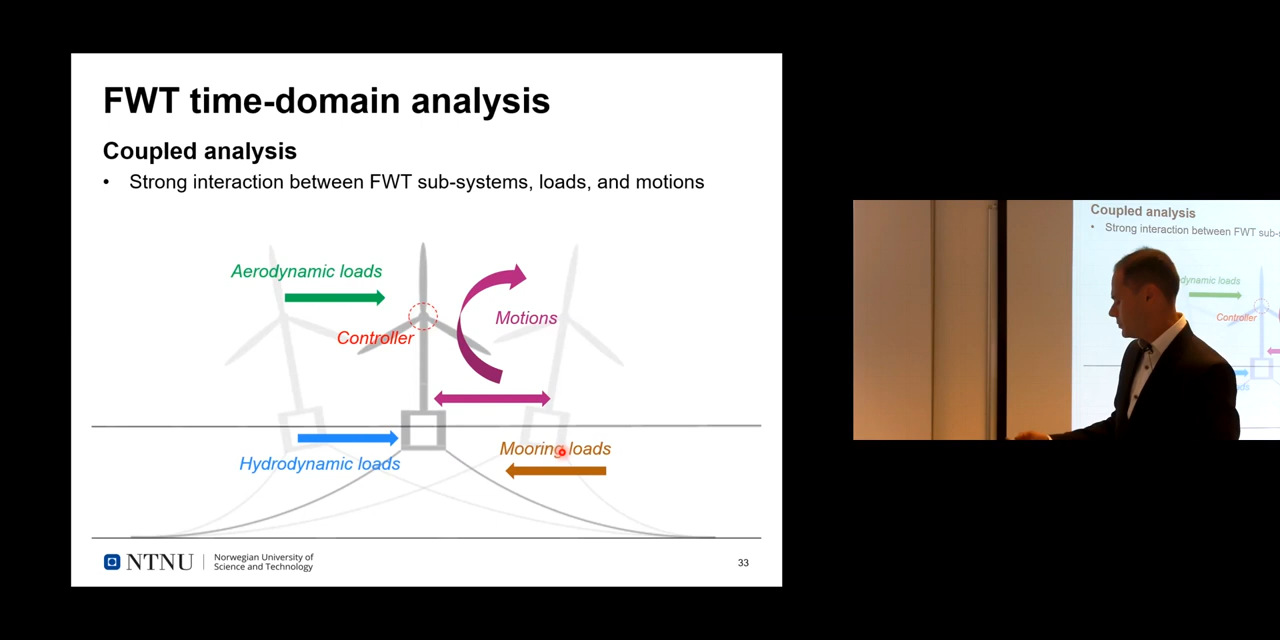 FWT time-domain analysis
Coupled analysis
• Strong interaction between FWT sub-systems, loads, and motions
Aerodynamic loads
Motions
Controller
Mooring loads
Hydrodynamic loads
NTNU
Norwegian University of
Science and Technology
33
Coupled analysis
• Strong interaction between FWT sub-s
dynamic loads
Controller